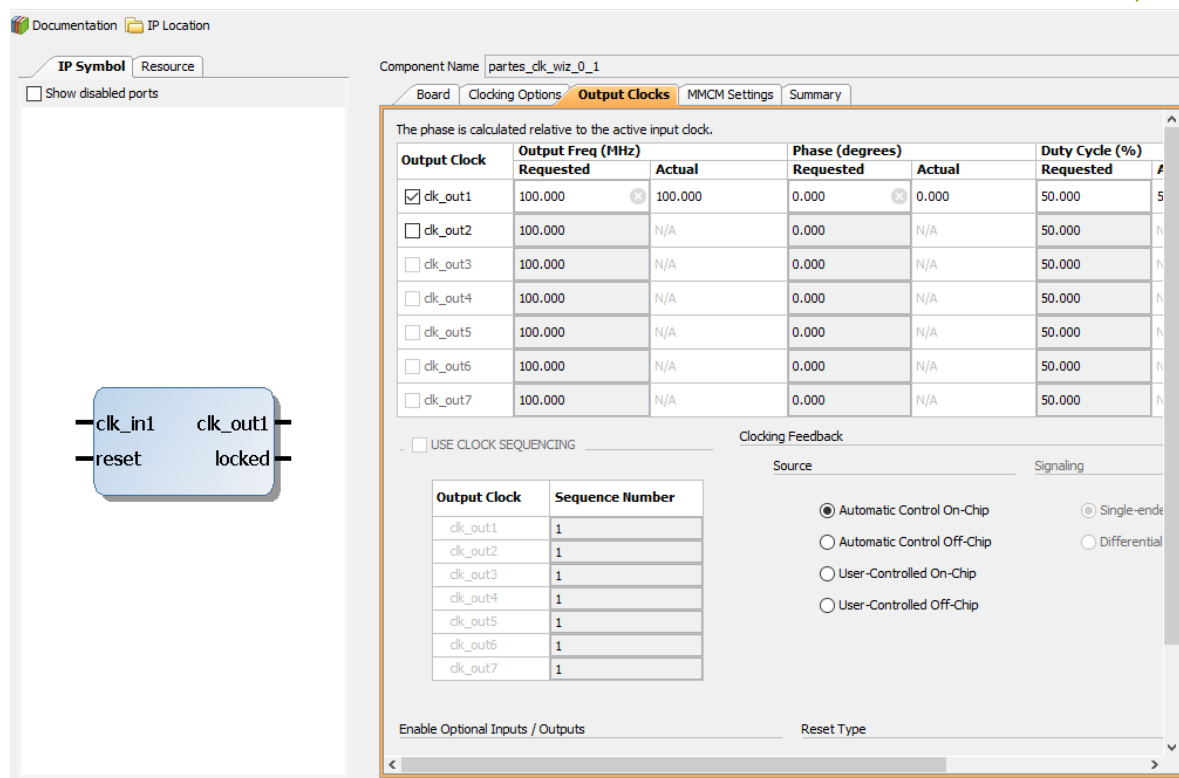 Documentation IP Location
IP Symbol Resource
Show disabled ports
clk_in1 clk_out1
reset locked
Component Name partes_clk_wiz_0_1
Board Clocking Options Output Clocks MMCM Settings Summary
The phase is calculated relative to the active input clock.
Output Clock Output Freq (MHz) Phase (degrees) Duty Cycle (%)
Requested Actual Requested Actual Requested
clk_out1 100.000 100.000 0.000 0.000 50.000 5
clk_out2 100.000 N/A 0.000 N/A 50.000 N
clk_out3 100.000 N/A 0.000 N/A 50.000 N
clk_out4 100.000 N/A 0.000 N/A 50.000 N
clk_out5 100.000 N/A 0.000 N/A 50.000 N
clk_out6 100.000 N/A 0.000 N/A 50.000 N
clk_out7 100.000 N/A 0.000 N/A 50.000 N
USE CLOCK SEQUENCING
Output Clock Sequence Number
clk_out1 1
clk_out2 1
clk_out3 1
clk_out4 1
clk_out5 1
clk_out6 1
clk_out7 1
Clocking Feedback
Source Signaling
Automatic Control On-Chip Single-ende
Automatic Control Off-Chip Differential
User-Controlled On-Chip
User-Controlled Off-Chip
Enable Optional Inputs / Outputs Reset Type